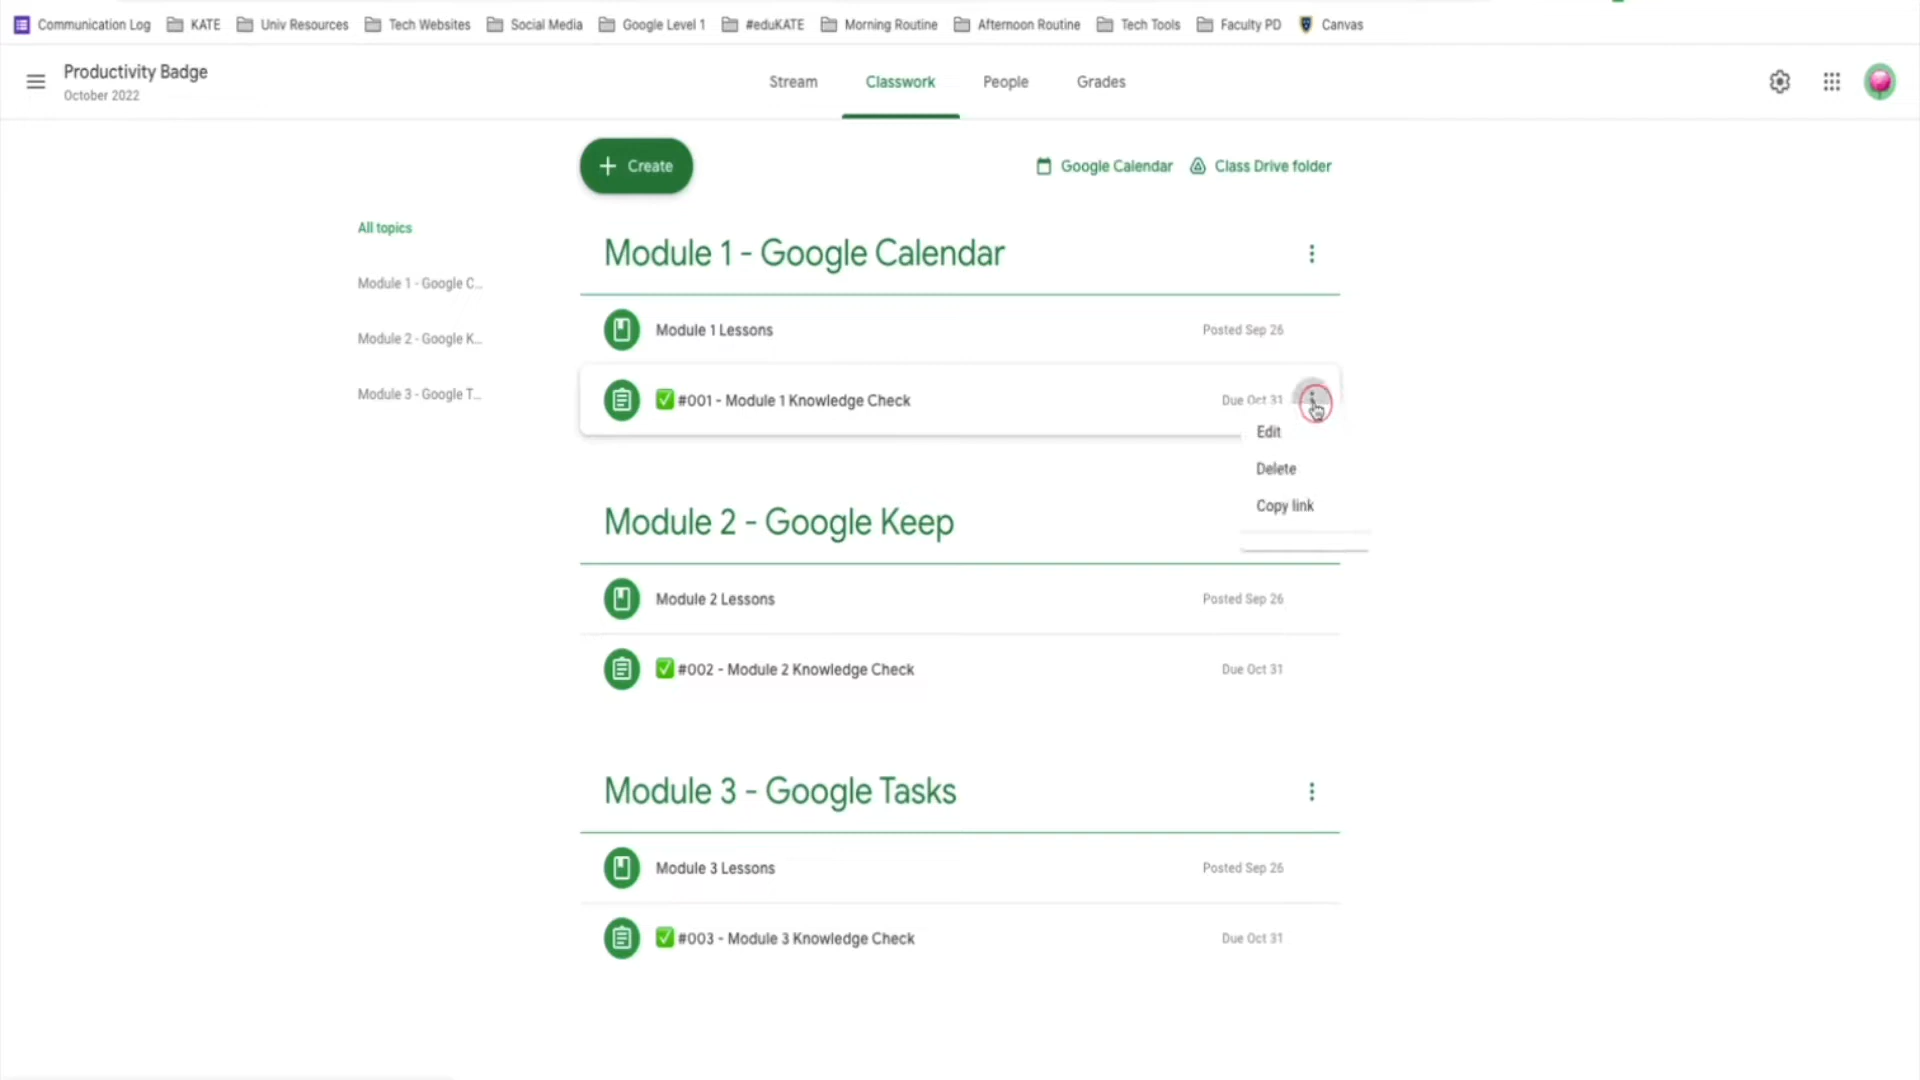 Communication Log KATE Univ Resources Tech Websites Social Media Google Level 1 #eduKATE Morning Routine Afternoon Routine Tech Tools Faculty PD Canvas
Productivity Badge
October 2022
Stream Classwork People Grades
Create
Google Calendar Class Drive folder
All topics
Module 1 - Google C...
Module 2 - Google K...
Module 3 - Google T...
Module 1 - Google Calendar
Module 1 Lessons Posted Sep 26
✅ #001 - Module 1 Knowledge Check Due Oct 31
Edit
Delete
Copy link
Module 2 - Google Keep
Module 2 Lessons Posted Sep 26
✅ #002 - Module 2 Knowledge Check Due Oct 31
Module 3 - Google Tasks
Module 3 Lessons Posted Sep 26
✅ #003 - Module 3 Knowledge Check Due Oct 31